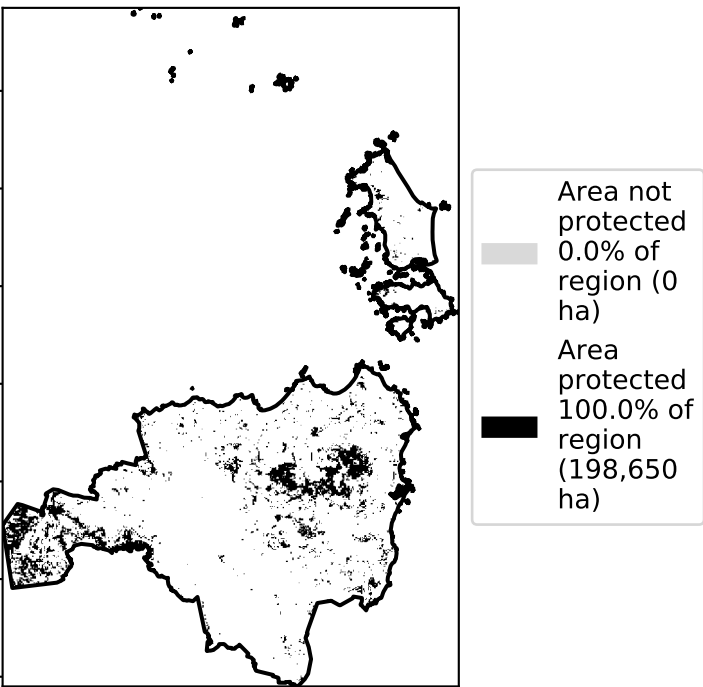 Area not
protected
0.0% of
region (0
ha)
Area
protected
100.0% of
region
(198,650
ha)